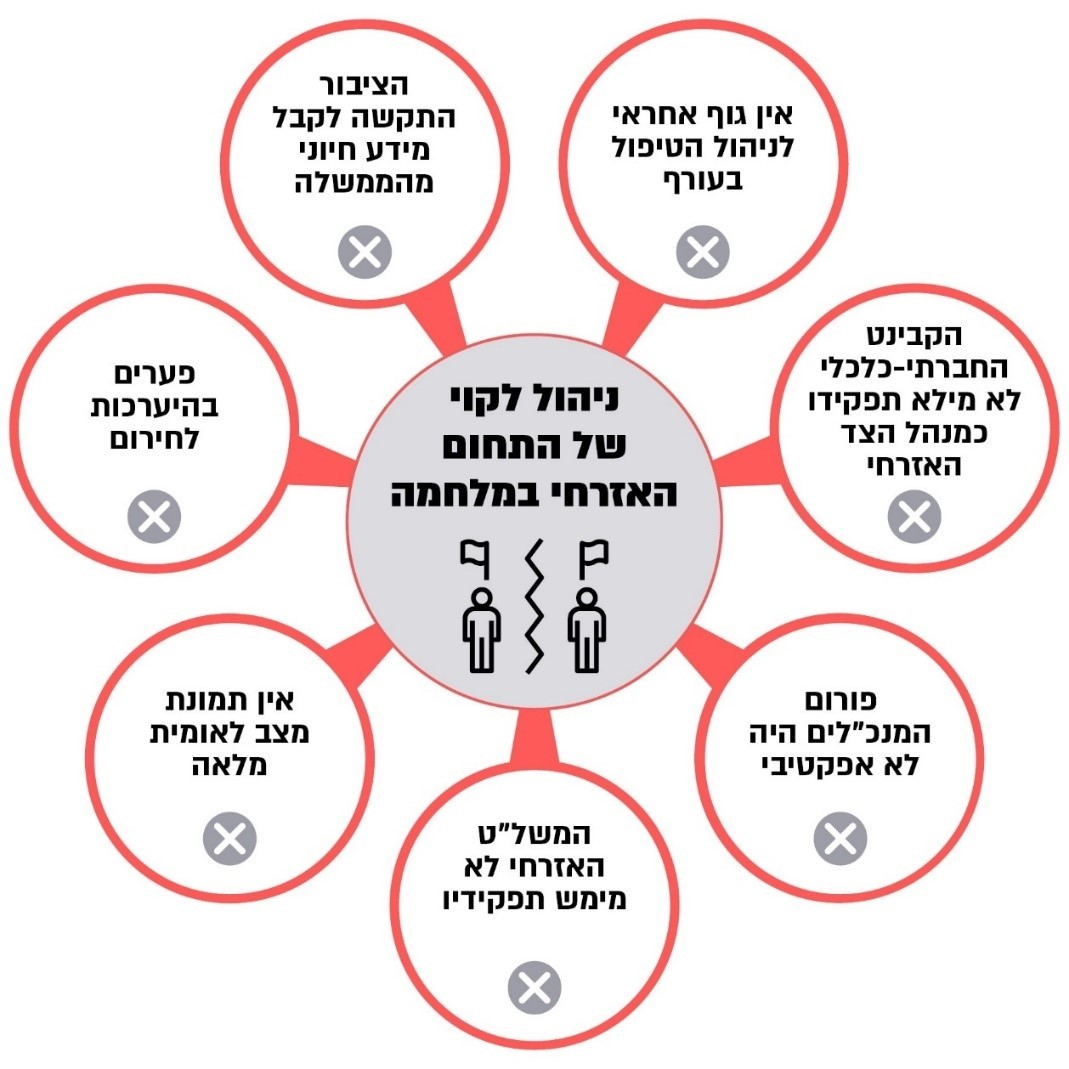 ניהול לקוי
של התחום
האזרחי במלחמה
אין גוף אחראי
לניהול הטיפול
בעורף
הקבינט
החברתי-כלכלי
לא מילא תפקידו
כמנהל הצד
האזרחי
פורום
המנכ"לים היה
לא אפקטיבי
המשל"ט
האזרחי לא
מימש תפקידיו
אין תמונת
מצב לאומית
מלאה
פערים
בהיערכות
לחירום
הציבור
התקשה לקבל
מידע חיוני
מהממשלה